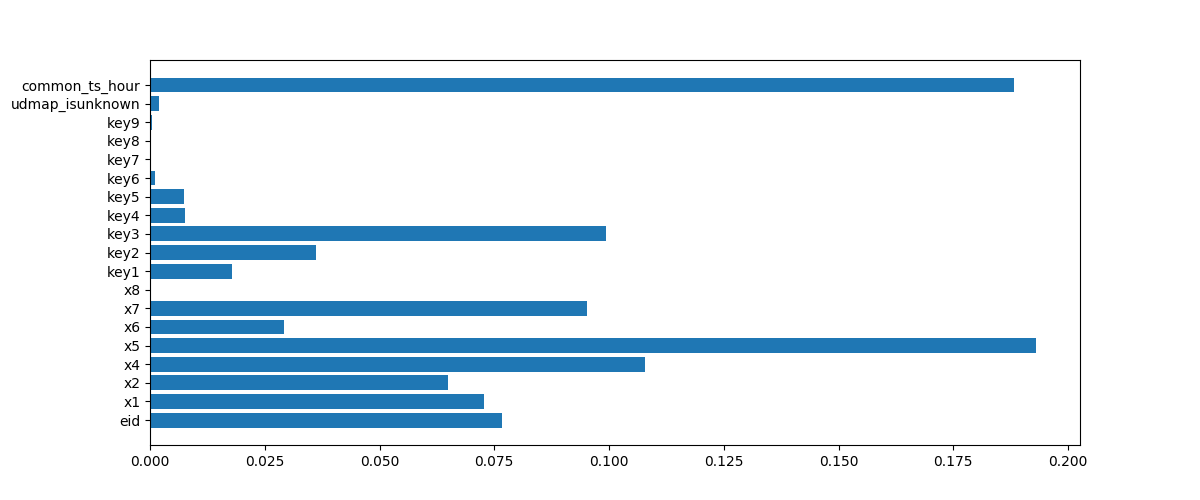 common_ts_hour
udmap_isunknown
key9
key8
key7
key6
key5
key4
key3
key2
key1
x8
x7
x6
x5
x4
x2
x1
eid
0.000 0.025 0.050 0.075 0.100 0.125 0.150 0.175 0.200